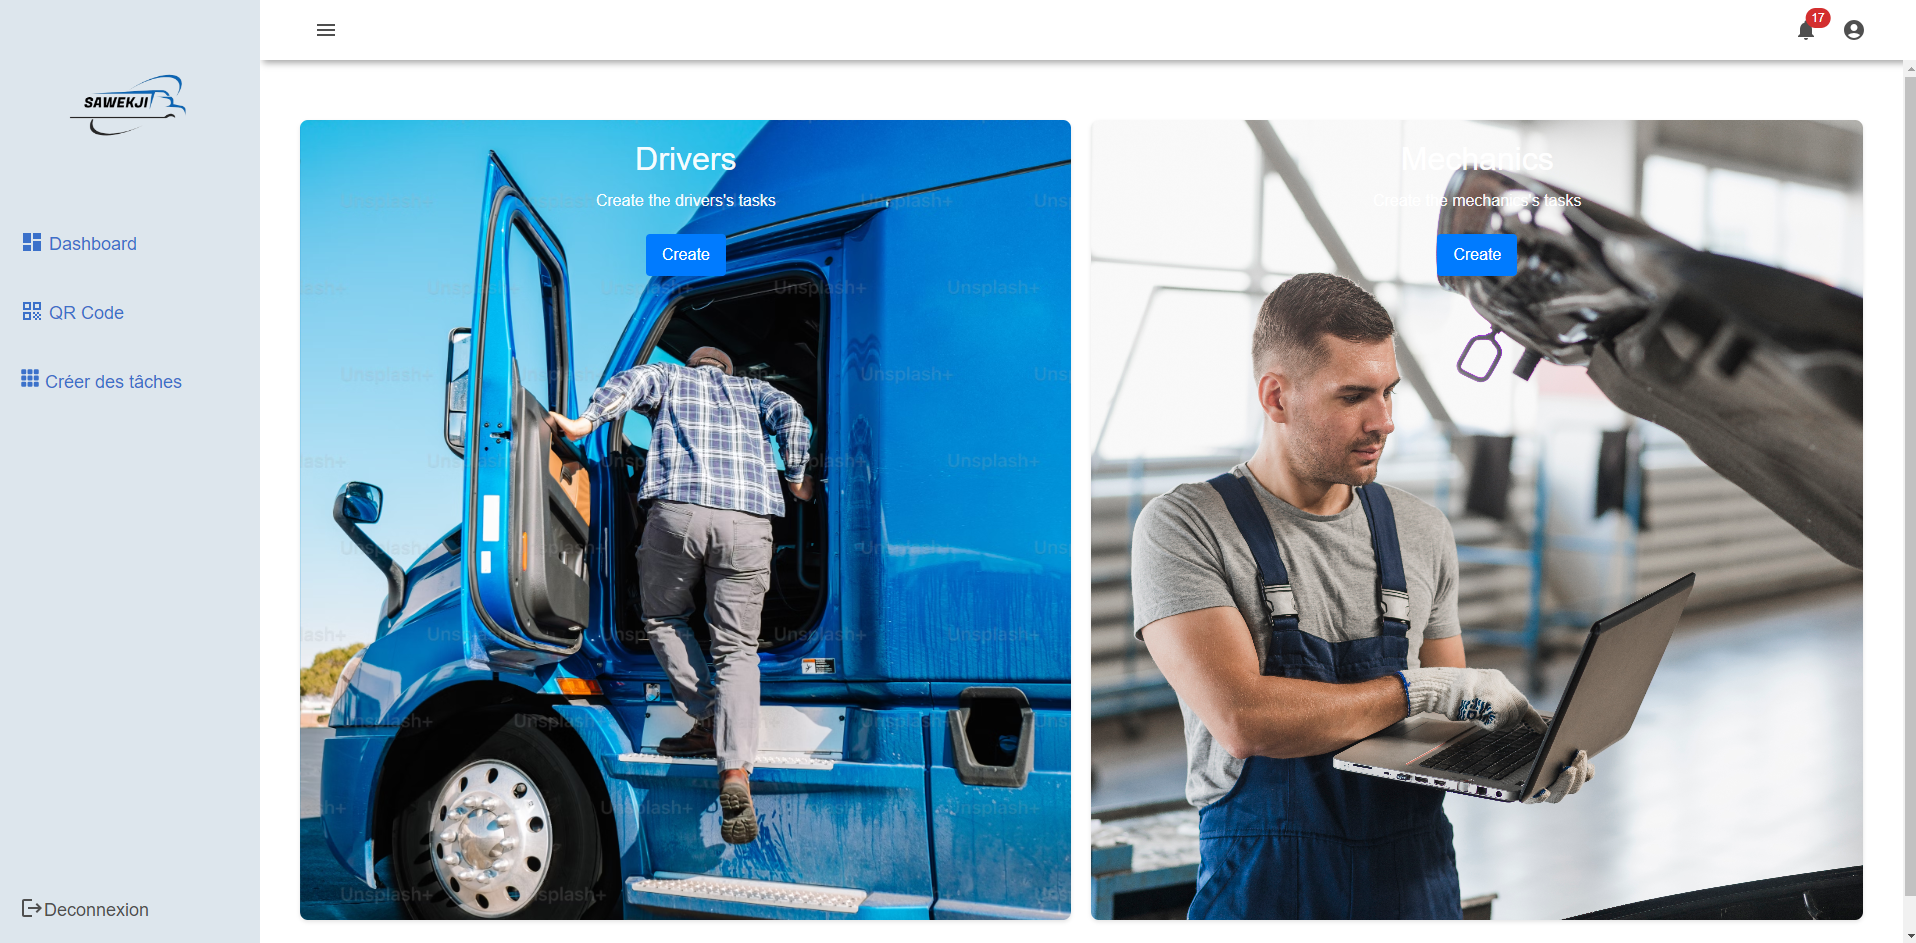 SAWEKJI
17
Dashboard
QR Code
Créer des tâches
Deconnexion
Drivers
Create the drivers's tasks
Create
Mechanics
Create the mechanics's tasks
Create
Unsplash+